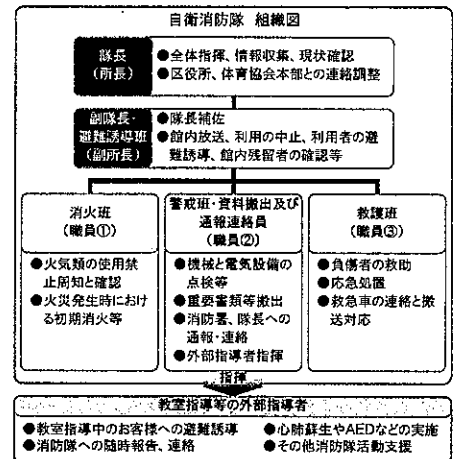 自衛消防隊 組織図
隊長
(所長)
●全体指揮、情報収集、現状確認
●区役所、体育協会本部との連絡調整
副隊長・
避難誘導班
(副所長)
●隊長補佐
●館内放送、利用の中止、利用者の避
難誘導、館内残留者の確認等
消火班
(職員①)
●火気類の使用禁
止周知と確認
●火災発生時におけ
る初期消火等
警戒班・資料搬出及び
通報連絡員
(職員②)
●機械と電気設備の
点検等
●重要書類等搬出
●消防署、隊長への
通報・連絡
●外部指導者指揮
救護班
(職員③)
●負傷者の救助
●応急処置
●救急車の連絡と搬
送対応
指揮
教室指導等の外部指導者
●教室指導中のお客様への避難誘導
●消防隊への随時報告、連絡
●心肺蘇生やAEDなどの実施
●その他消防隊活動支援